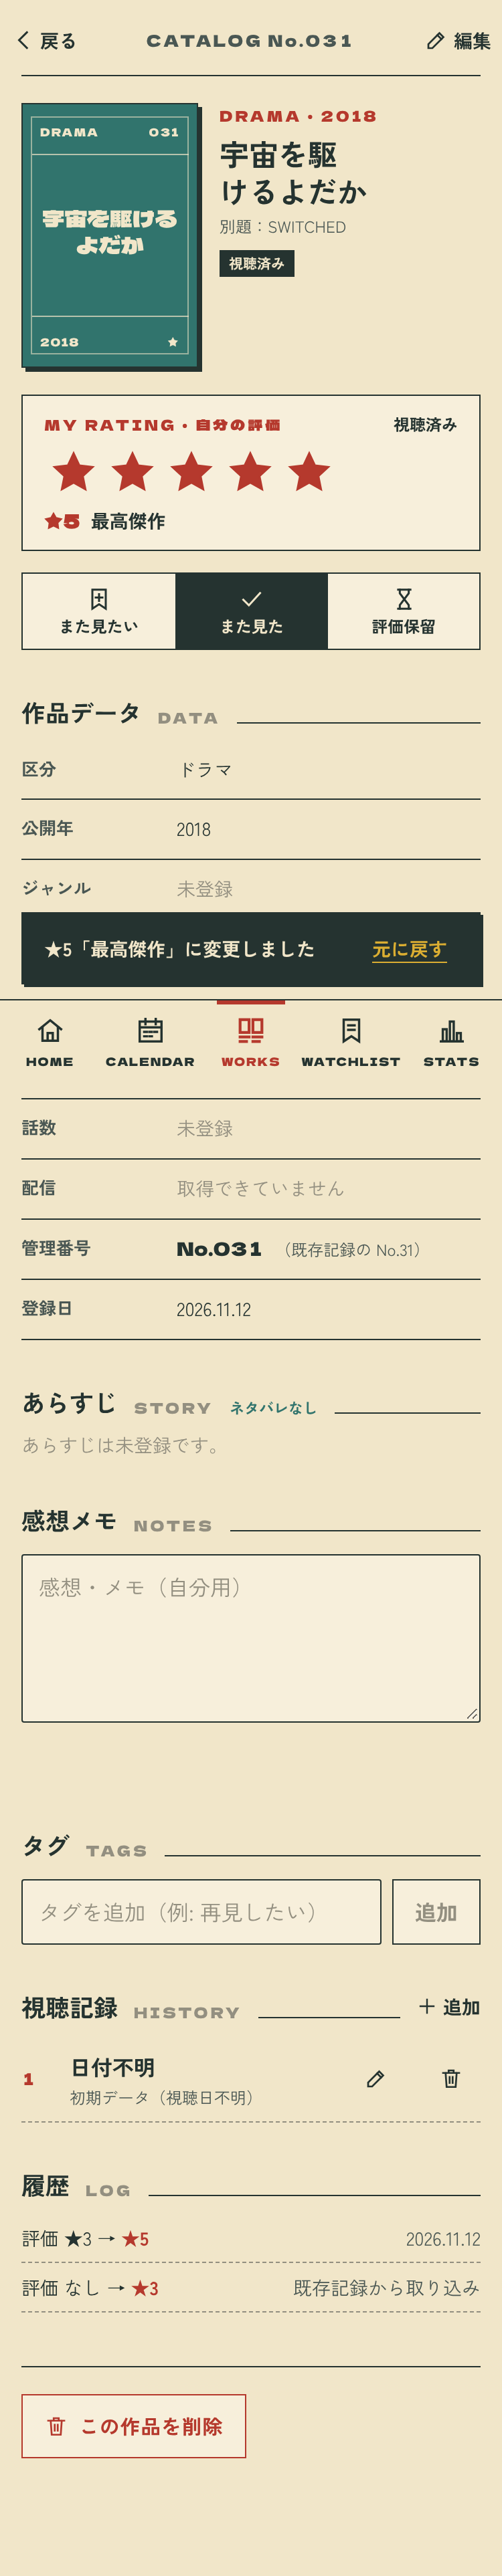 戻る
CATALOG No.031
編集
DRAMA 031
宇宙を駆ける
よだか
2018 ★
DRAMA・2018
宇宙を駆
けるよだか
別題：SWITCHED
視聴済み
MY RATING・自分の評価
視聴済み
★5 最高傑作
また見たい
また見た
評価保留
作品データ DATA
区分 ドラマ
公開年 2018
ジャンル 未登録
★5「最高傑作」に変更しました 元に戻す
HOME
CALENDAR
WORKS
WATCHLIST
STATS
話数 未登録
配信 取得できていません
管理番号 No.031 （既存記録の No.31）
登録日 2026.11.12
あらすじ STORY ネタバレなし
あらすじは未登録です。
感想メモ NOTES
感想・メモ（自分用）
タグ TAGS
タグを追加（例: 再見したい） 追加
視聴記録 HISTORY ＋ 追加
1 日付不明
初期データ（視聴日不明）
履歴 LOG
評価 ★3 → ★5 2026.11.12
評価 なし → ★3 既存記録から取り込み
この作品を削除